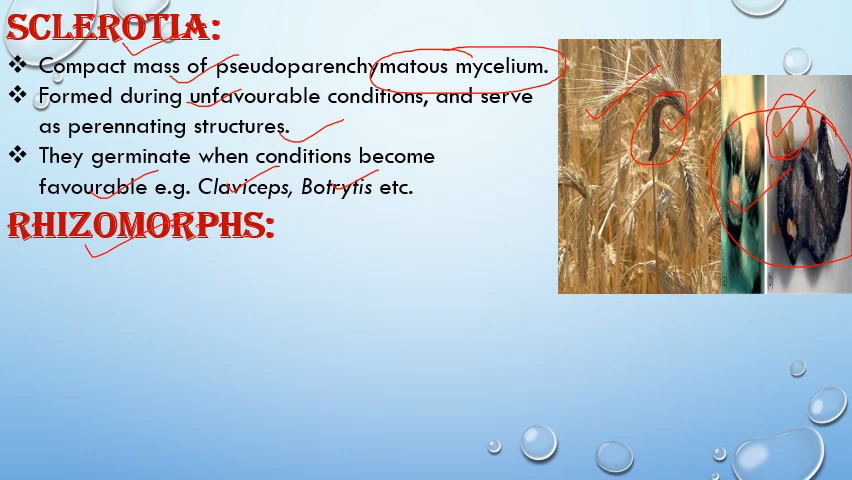 SCLEROTIA:
❖ Compact mass of pseudoparenchymatous mycelium.
❖ Formed during unfavourable conditions, and serve
as perennating structures.
❖ They germinate when conditions become
favourable e.g. Claviceps, Botrytis etc.
RHIZOMORPHS: